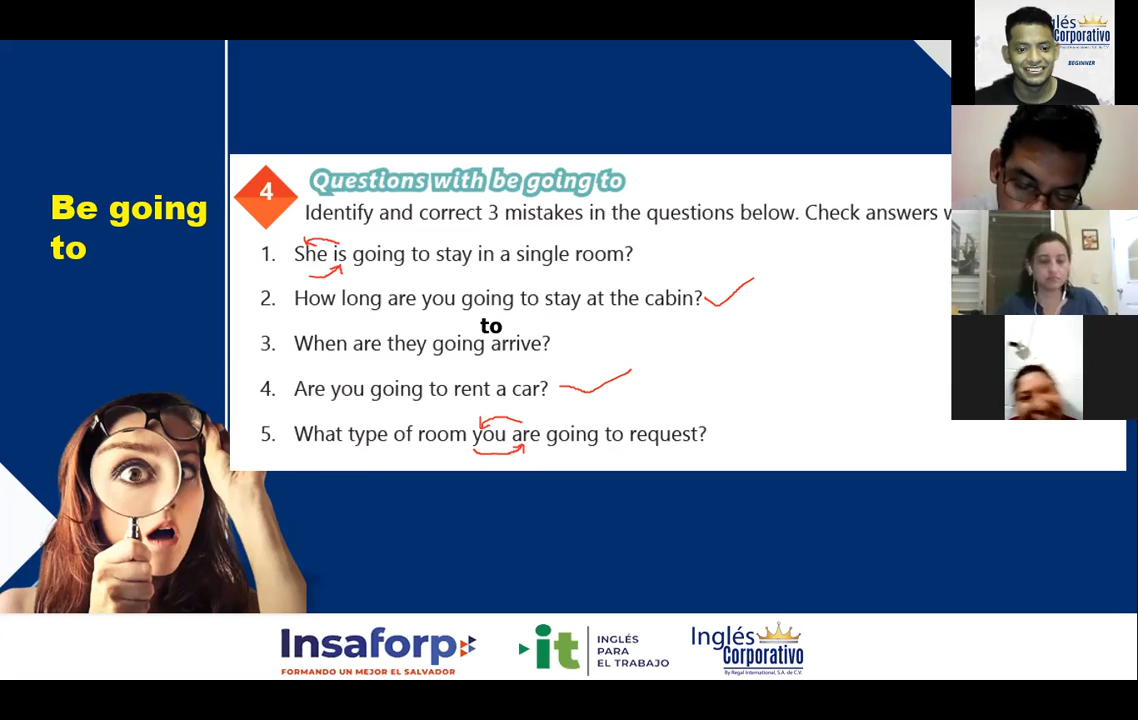 Be going
to
4
Questions with be going to
Identify and correct 3 mistakes in the questions below. Check answers
1. She is going to stay in a single room?
2. How long are you going to stay at the cabin?
to
3. When are they going arrive?
4. Are you going to rent a car?
5. What type of room you are going to request?
Insaforp
FORMANDO UN MEJOR EL SALVADOR
it
INGLÉS
PARA
EL TRABAJO
Inglés
Corporativo
By Regal International, S.A. de C.V.
glés
Corporativo
BEGINNER